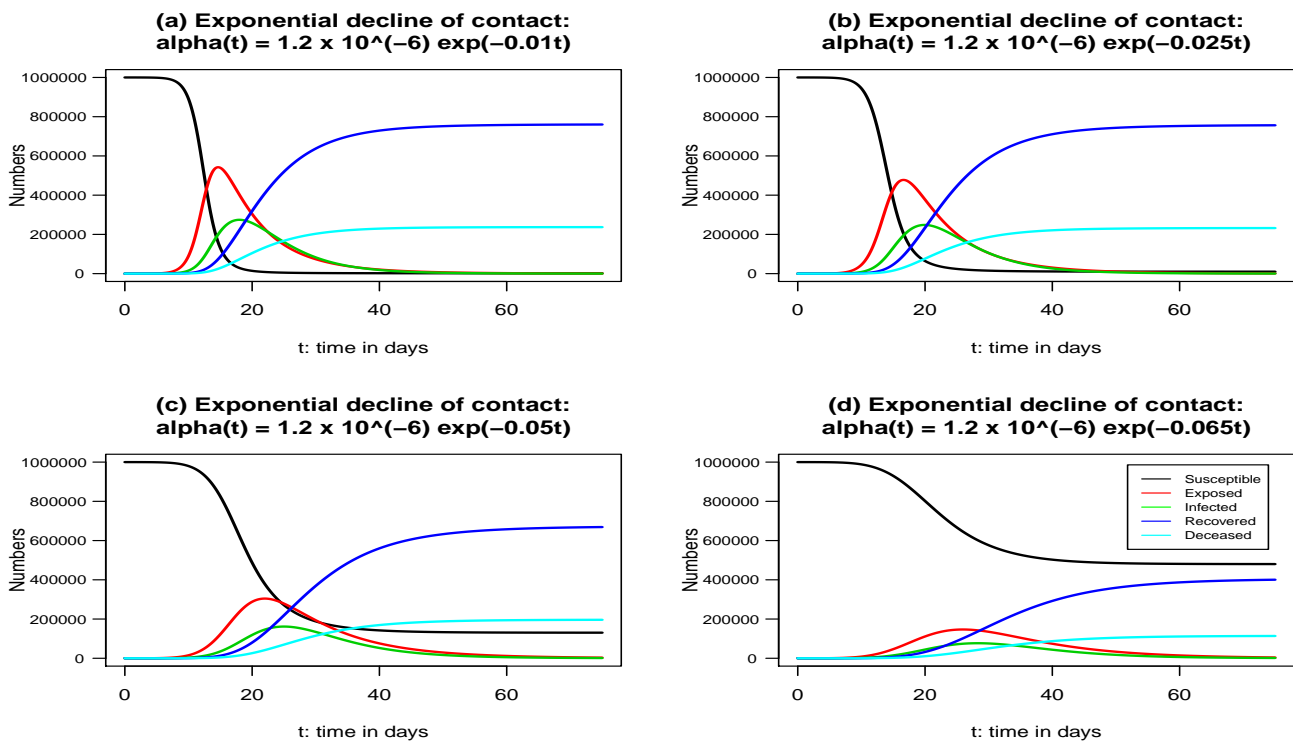 (a) Exponential decline of contact:
alpha(t) = 1.2 x 10^(−6) exp(−0.01t)
1000000
800000
600000
400000
200000
0
Numbers
0 20 40 60
t: time in days
(b) Exponential decline of contact:
alpha(t) = 1.2 x 10^(−6) exp(−0.025t)
1000000
800000
600000
400000
200000
0
Numbers
0 20 40 60
t: time in days
(c) Exponential decline of contact:
alpha(t) = 1.2 x 10^(−6) exp(−0.05t)
1000000
800000
600000
400000
200000
0
Numbers
0 20 40 60
t: time in days
(d) Exponential decline of contact:
alpha(t) = 1.2 x 10^(−6) exp(−0.065t)
1000000
800000
600000
400000
200000
0
Numbers
Susceptible
Exposed
Infected
Recovered
Deceased
0 20 40 60
t: time in days